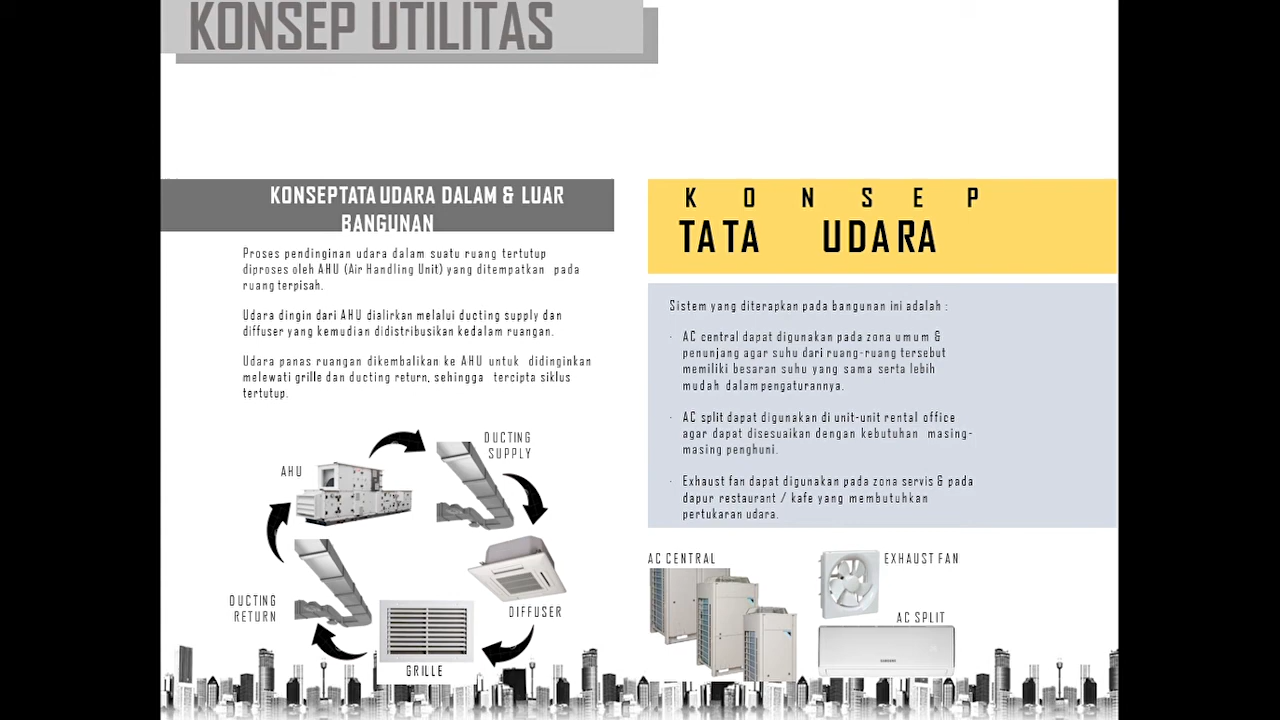 KONSEP UTILITAS
KONSEPTATA UDARA DALAM & LUAR
BANGUNAN
Proses pendinginan udara dalam suatu ruang tertutup
diproses oleh AHU (Air Handling Unit) yang ditempatkan pada
ruang terpisah.
Udara dingin dari AHU dialirkan melalui ducting supply dan
diffuser yang kemudian didistribusikan kedalam ruangan.
Udara panas ruangan dikembalikan ke AHU untuk didinginkan
melewati grille dan ducting return, sehingga tercipta siklus
tertutup.
AHU
DUCTING
SUPPLY
DIFFUSER
GRILLE
DUCTING
RETURN
KONSEP
TATA UDARA
Sistem yang diterapkan pada bangunan ini adalah :
· AC central dapat digunakan pada zona umum &
penunjang agar suhu dari ruang-ruang tersebut
memiliki besaran suhu yang sama serta lebih
mudah dalam pengaturannya.
· AC split dapat digunakan di unit-unit rental office
agar dapat disesuaikan dengan kebutuhan masing-
masing penghuni.
· Exhaust fan dapat digunakan pada zona servis & pada
dapur restaurant / kafe yang membutuhkan
pertukaran udara.
AC CENTRAL
EXHAUST FAN
AC SPLIT
SAMSUNG